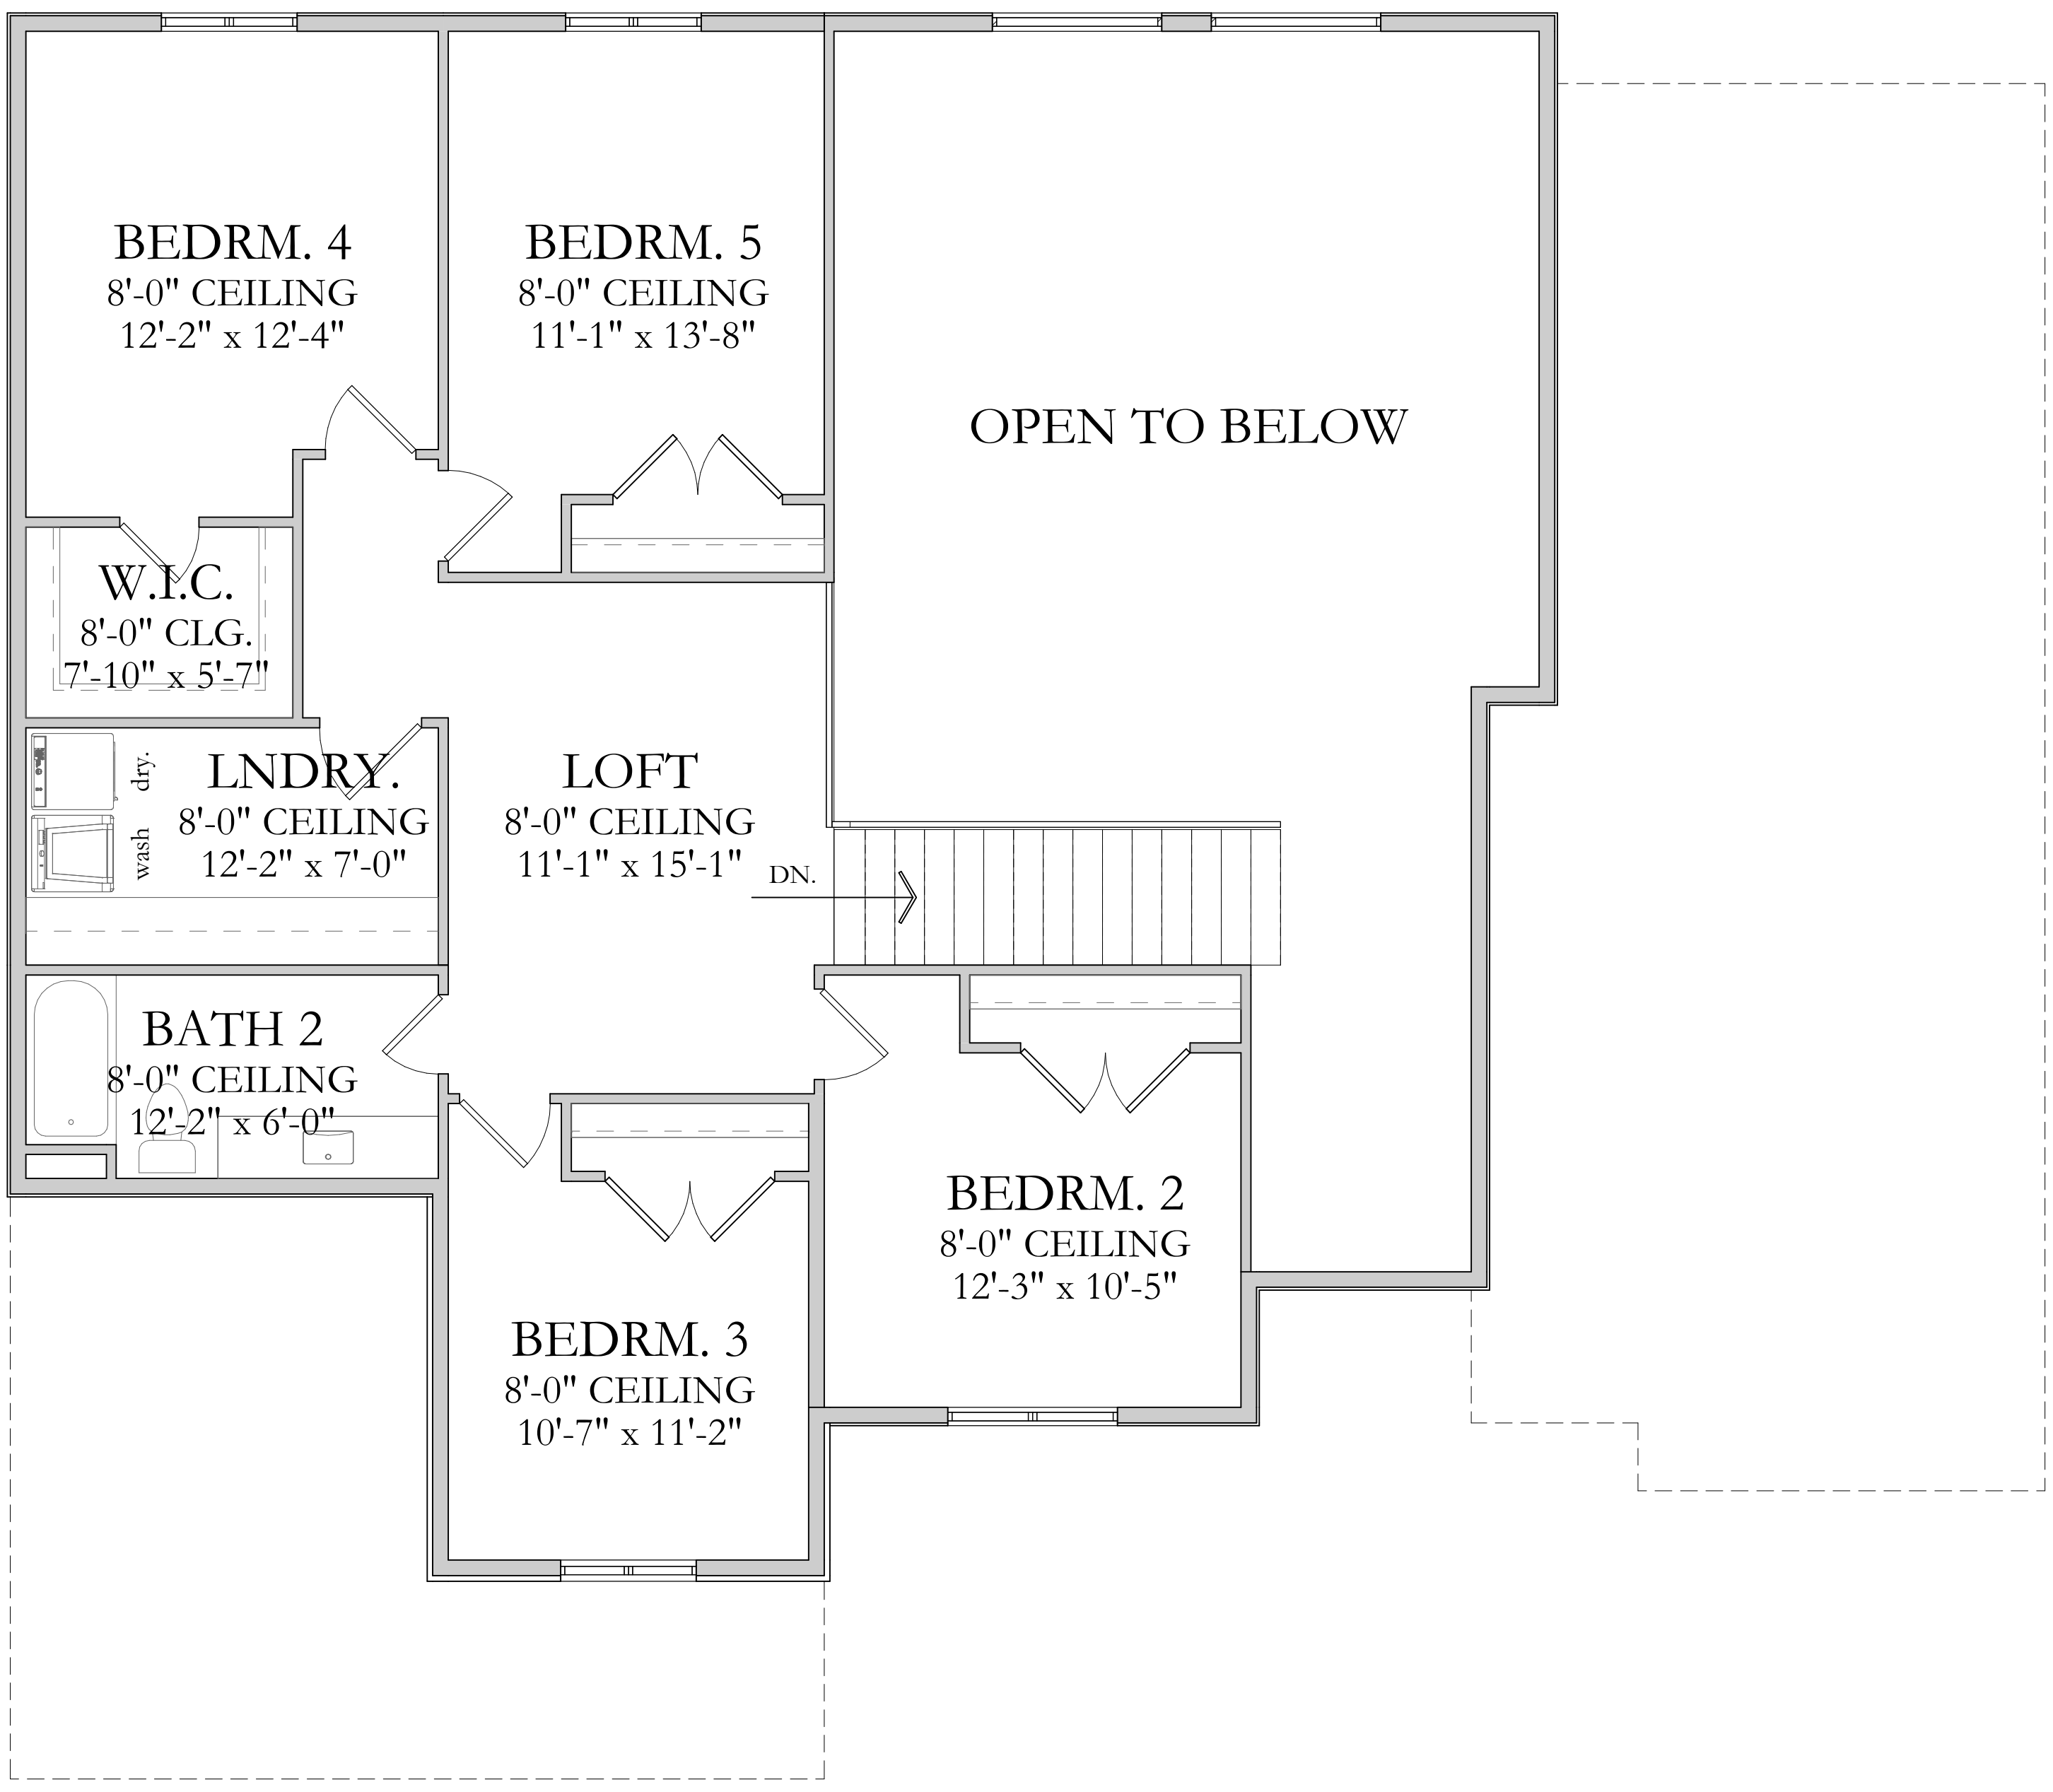 BEDRM. 4
8'-0" CEILING
12'-2" x 12'-4"
BEDRM. 5
8'-0" CEILING
11'-1" x 13'-8"
OPEN TO BELOW
W.I.C.
8'-0" CLG.
7'-10" x 5'-7"
dry.
wash
LNDRY.
8'-0" CEILING
12'-2" x 7'-0"
LOFT
8'-0" CEILING
11'-1" x 15'-1"
DN.
BATH 2
8'-0" CEILING
12'-2" x 6'-0"
BEDRM. 2
8'-0" CEILING
12'-3" x 10'-5"
BEDRM. 3
8'-0" CEILING
10'-7" x 11'-2"